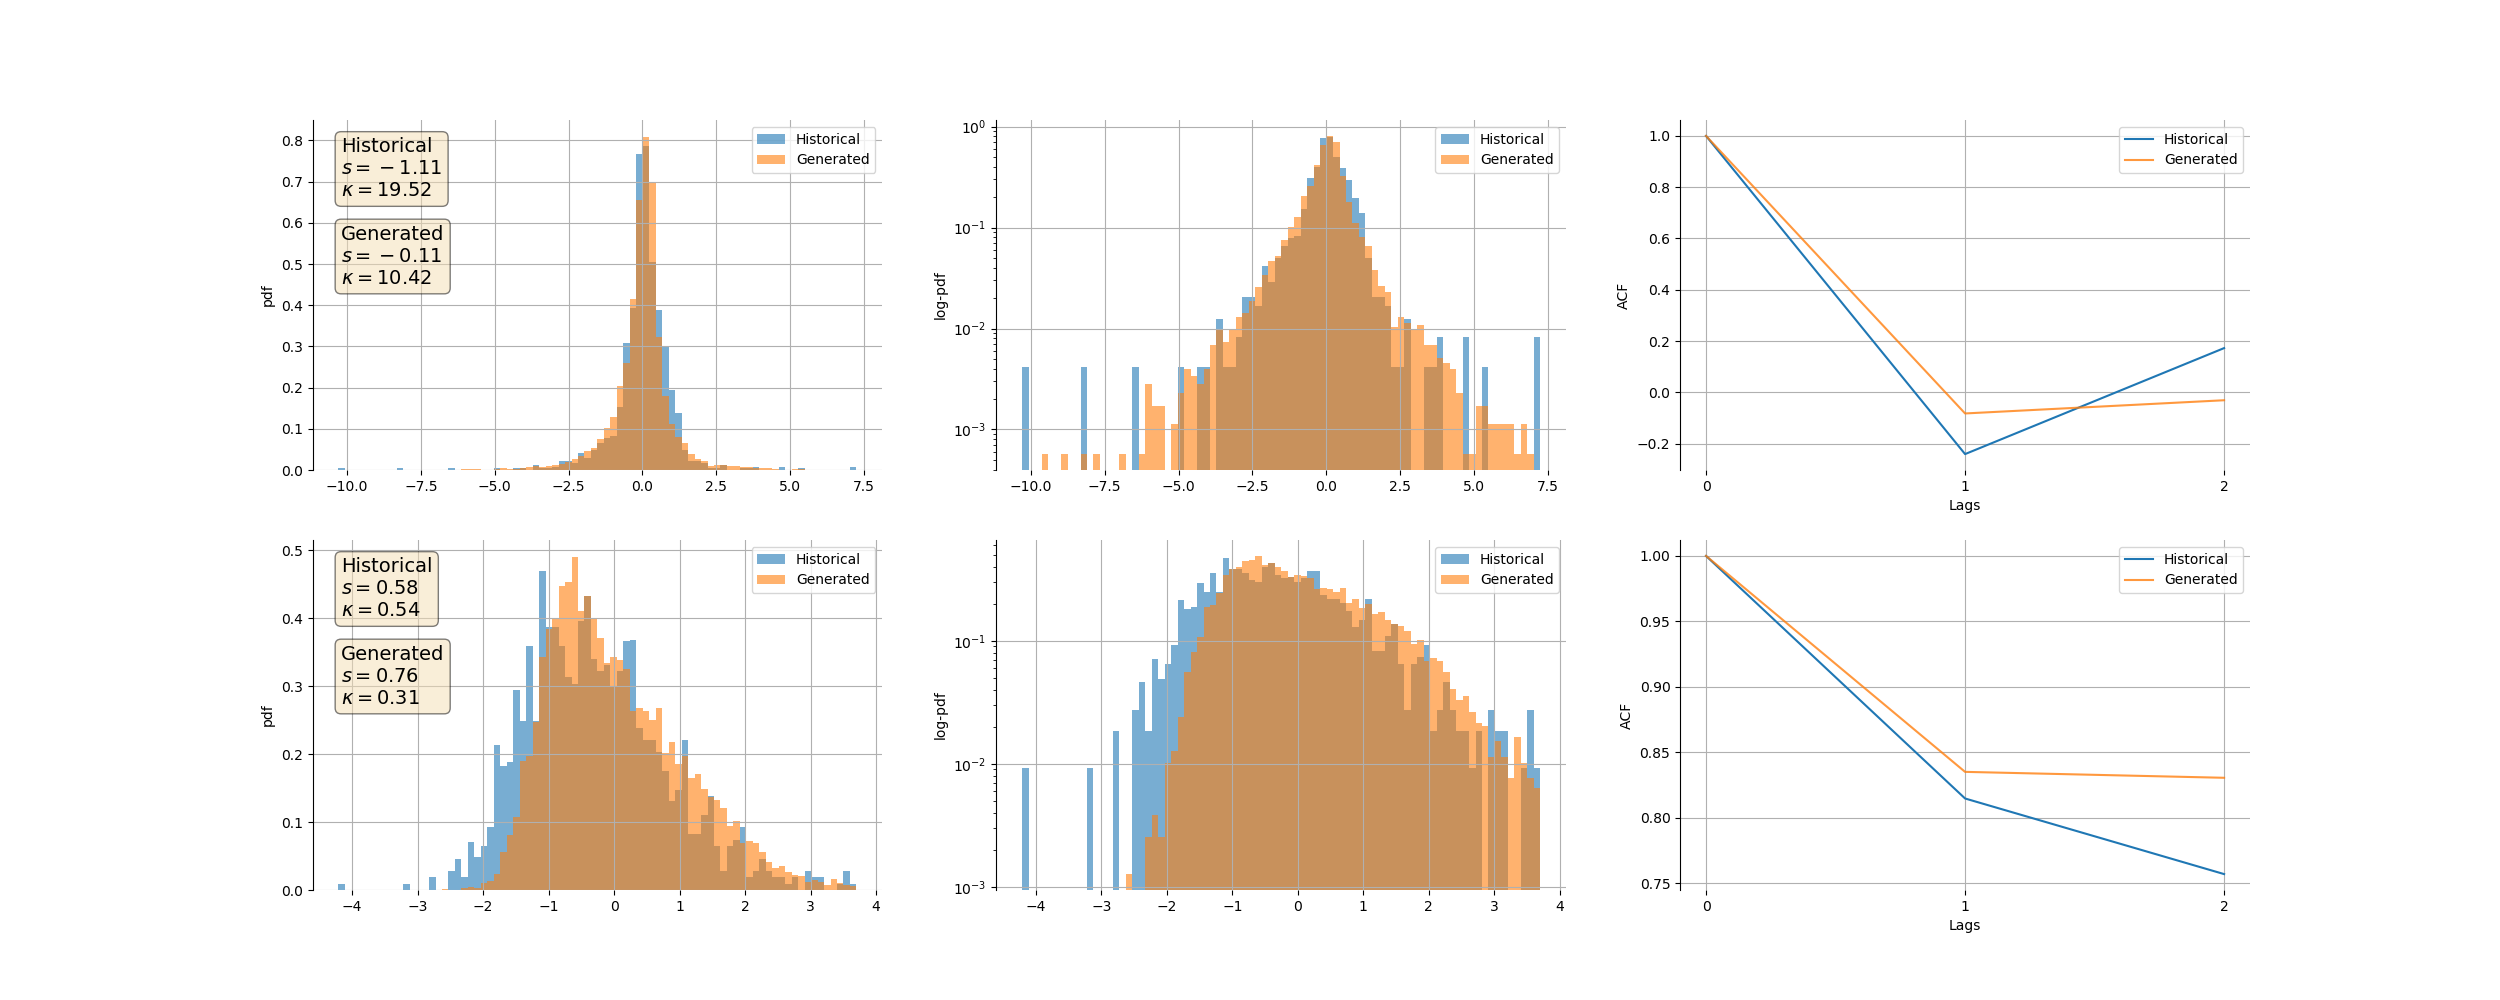 Historical
s = −1.11
κ = 19.52
Generated
s = −0.11
κ = 10.42
Historical
Generated
pdf
0.8
0.7
0.6
0.5
0.4
0.3
0.2
0.1
0.0
−10.0 −7.5 −5.0 −2.5 0.0 2.5 5.0 7.5
Historical
Generated
log-pdf
10⁰
10⁻¹
10⁻²
10⁻³
−10.0 −7.5 −5.0 −2.5 0.0 2.5 5.0 7.5
Historical
Generated
ACF
1.0
0.8
0.6
0.4
0.2
0.0
−0.2
0 1 2
Lags
Historical
s = 0.58
κ = 0.54
Generated
s = 0.76
κ = 0.31
Historical
Generated
pdf
0.5
0.4
0.3
0.2
0.1
0.0
−4 −3 −2 −1 0 1 2 3 4
Historical
Generated
log-pdf
10⁻¹
10⁻²
10⁻³
−4 −3 −2 −1 0 1 2 3 4
Historical
Generated
ACF
1.00
0.95
0.90
0.85
0.80
0.75
0 1 2
Lags